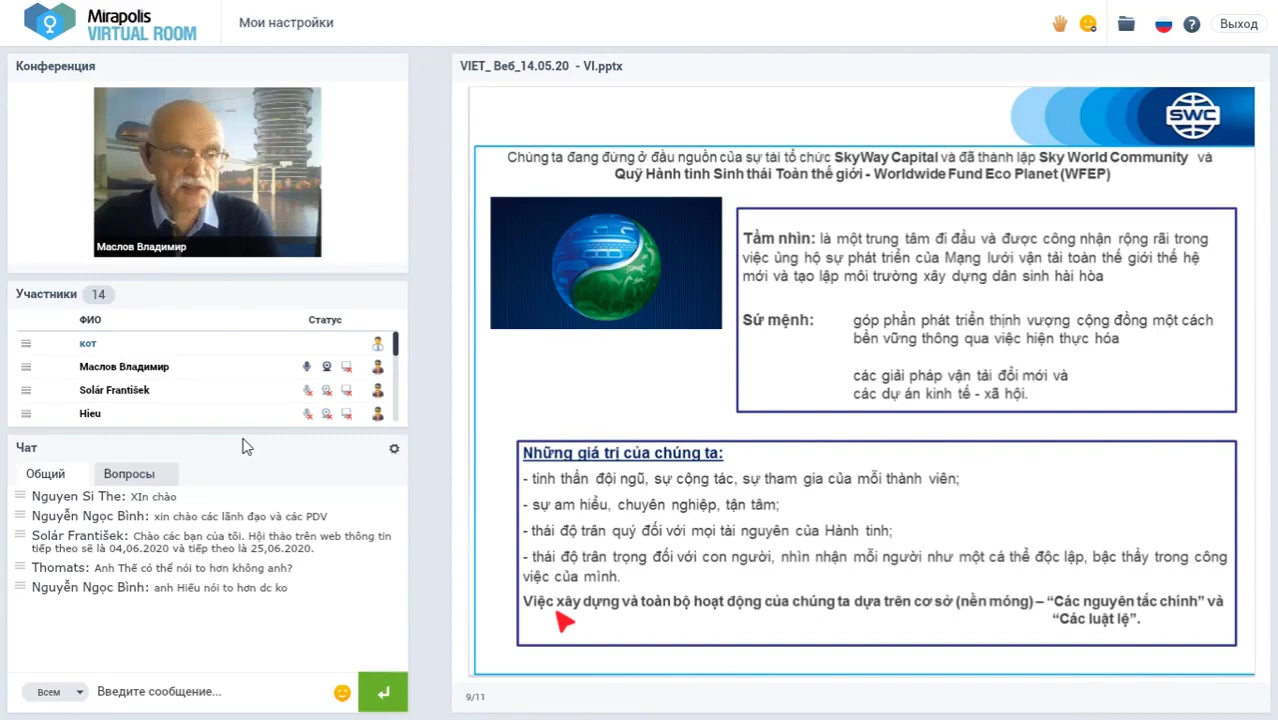 Mirapolis
VIRTUAL ROOM
Мои настройки
Выход
Конференция
Маслов Владимир
Участники 14
ФИО Статус
кот
Маслов Владимир
Solár František
Hieu
Чат
Общий Вопросы
Nguyen Si The: XIn chào
Nguyễn Ngọc Bình: xin chào các lãnh đạo và các PDV
Solár František: Chào các bạn của tôi. Hội thảo trên web thông tin
tiếp theo sẽ là 04,06.2020 và tiếp theo là 25,06.2020.
Thomats: Anh Thế có thể nói to hơn không anh?
Nguyễn Ngọc Bình: anh Hiếu nói to hơn dc ko
Всем Введите сообщение...
VIET_ Веб_14.05.20 - VI.pptx
SWC
Chúng ta đang đứng ở đầu nguồn của sự tái tổ chức SkyWay Capital và đã thành lập Sky World Community và
Quỹ Hành tinh Sinh thái Toàn thế giới - Worldwide Fund Eco Planet (WFEP)
Tầm nhìn: là một trung tâm đi đầu và được công nhận rộng rãi trong
việc ủng hộ sự phát triển của Mạng lưới vận tải toàn thế giới thế hệ
mới và tạo lập môi trường xây dựng dân sinh hài hòa
Sứ mệnh: góp phần phát triển thịnh vượng cộng đồng một cách
bền vững thông qua việc hiện thực hóa
các giải pháp vận tải đổi mới và
các dự án kinh tế - xã hội.
Những giá trị của chúng ta:
- tinh thần đội ngũ, sự cộng tác, sự tham gia của mỗi thành viên;
- sự am hiểu, chuyên nghiệp, tận tâm;
- thái độ trân quý đối với mọi tài nguyên của Hành tinh;
- thái độ trân trọng đối với con người, nhìn nhận mỗi người như một cá thể độc lập, bậc thầy trong công
việc của mình.
Việc xây dựng và toàn bộ hoạt động của chúng ta dựa trên cơ sở (nền móng) – “Các nguyên tắc chính” và
“Các luật lệ”.
9/11